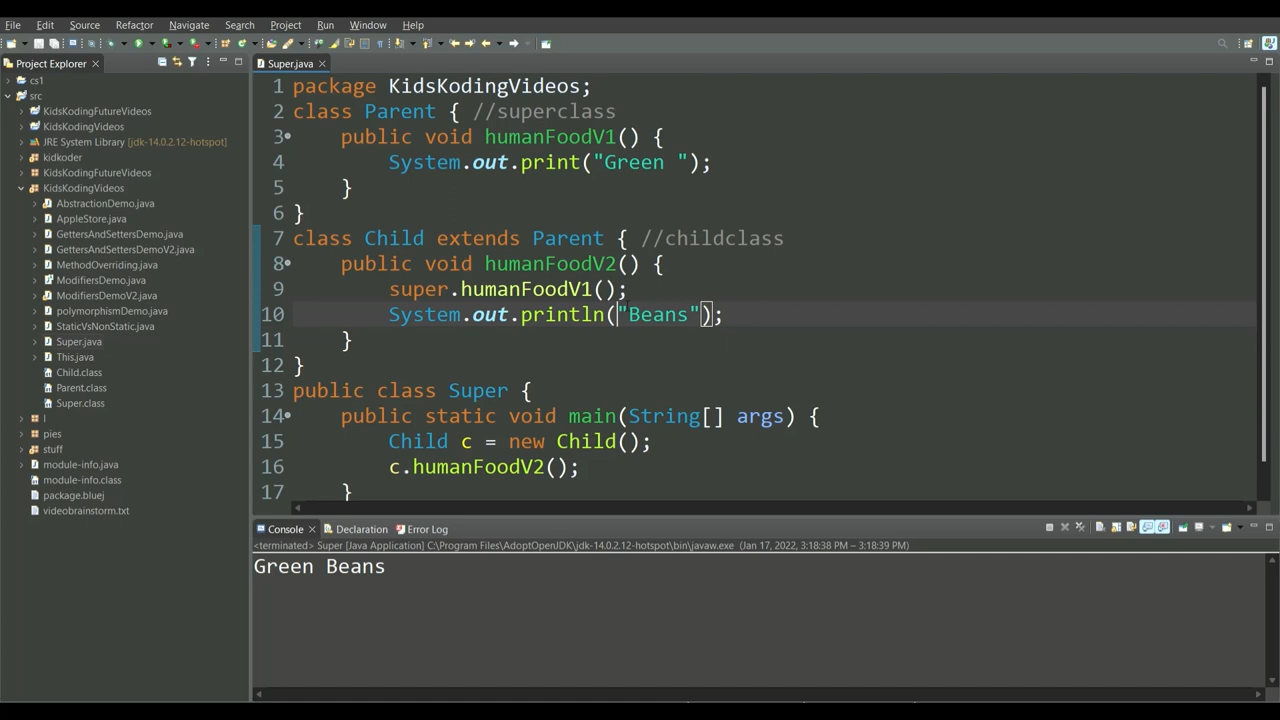 File Edit Source Refactor Navigate Search Project Run Window Help
Project Explorer
cs1
src
KidsKodingFutureVideos
KidsKodingVideos
JRE System Library [jdk-14.0.2.12-hotspot]
kidkoder
KidsKodingFutureVideos
KidsKodingVideos
AbstractionDemo.java
AppleStore.java
GettersAndSettersDemo.java
GettersAndSettersDemoV2.java
MethodOverriding.java
ModifiersDemo.java
ModifiersDemoV2.java
polymorphismDemo.java
StaticVsNonStatic.java
Super.java
This.java
Child.class
Parent.class
Super.class
l
pies
stuff
module-info.java
module-info.class
package.bluej
videobrainstorm.txt
Super.java
1 package KidsKodingVideos;
2 class Parent { //superclass
3 public void humanFoodV1() {
4 System.out.print("Green ");
5 }
6 }
7 class Child extends Parent { //childclass
8 public void humanFoodV2() {
9 super.humanFoodV1();
10 System.out.println("Beans");
11 }
12 }
13 public class Super {
14 public static void main(String[] args) {
15 Child c = new Child();
16 c.humanFoodV2();
17 }
Console Declaration Error Log
<terminated> Super [Java Application] C:\Program Files\AdoptOpenJDK\jdk-14.0.2.12-hotspot\bin\javaw.exe (Jan 17, 2022, 3:18:38 PM – 3:18:39 PM)
Green Beans